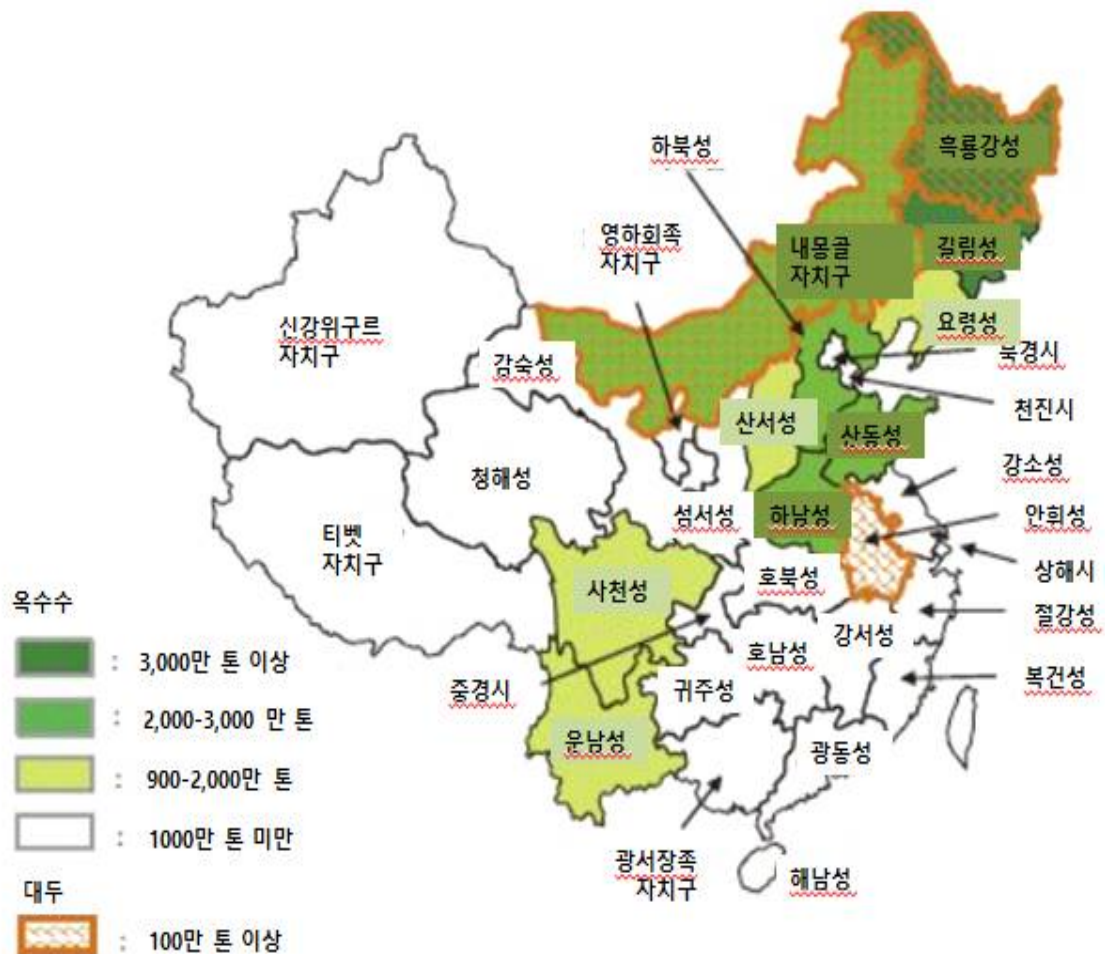 하북성
흑룡강성
영하회족
자치구
내몽골
자치구
길림성
신강위구르
자치구
감숙성
요령성
북경시
천진시
산서성
산동성
청해성
강소성
섬서성
하남성
안휘성
티벳
자치구
상해시
사천성
호북성
절강성
강서성
호남성
중경시
귀주성
복건성
운남성
광동성
광서장족
자치구
해남성
옥수수
: 3,000만 톤 이상
: 2,000-3,000 만 톤
: 900-2,000만 톤
: 1000만 톤 미만
대두
: 100만 톤 이상